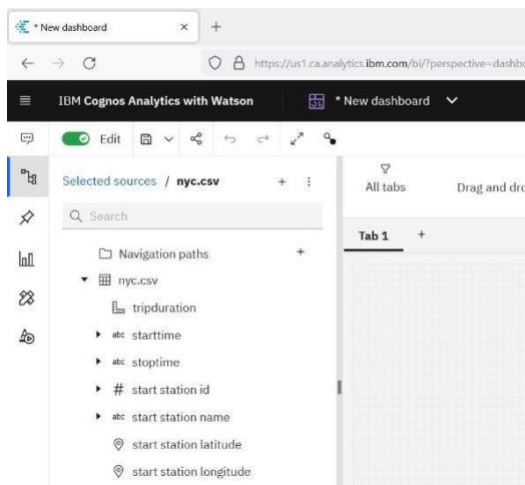 * New dashboard
https://us1.ca.analytics.ibm.com/bi/?perspective=dashbo
IBM Cognos Analytics with Watson
* New dashboard
Edit
Selected sources / nyc.csv
All tabs
Drag and dro
Search
Tab 1
Navigation paths
nyc.csv
tripduration
abc starttime
abc stoptime
# start station id
abc start station name
start station latitude
start station longitude